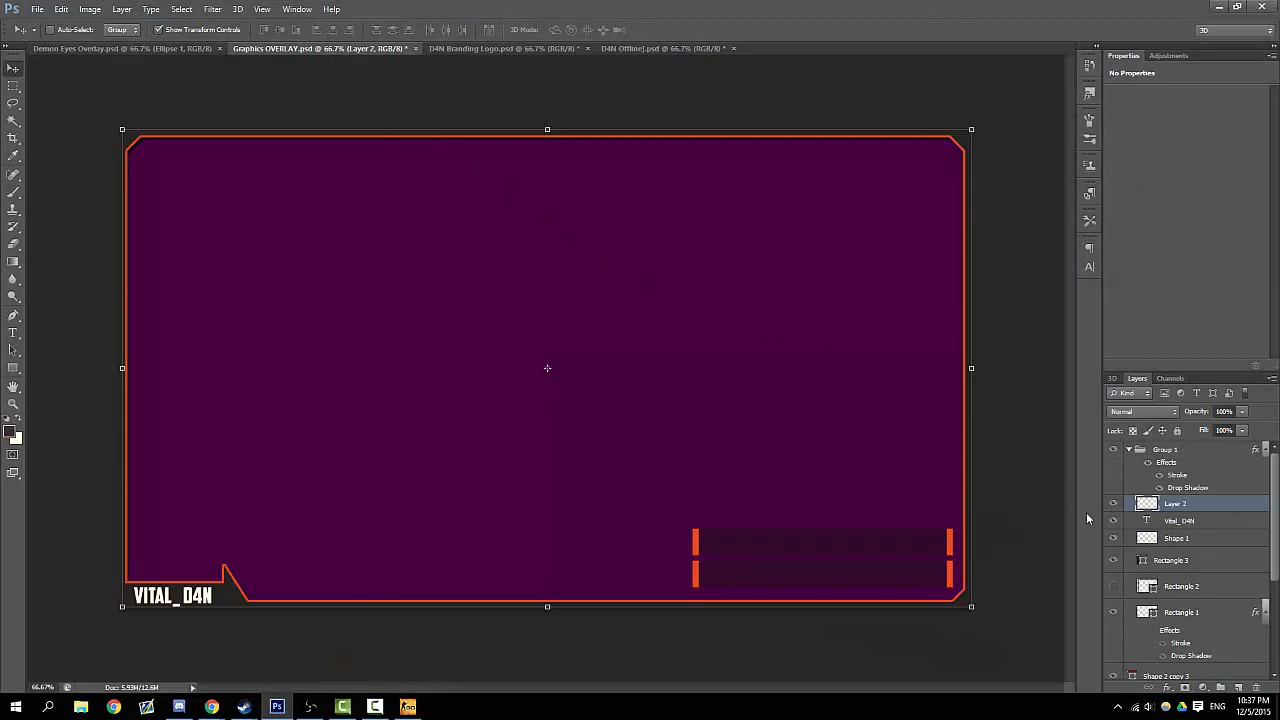 Ps File Edit Image Layer Type Select Filter 3D View Window Help
Auto-Select: Group Show Transform Controls 3D Mode: 3D
Demon Eyes Overlay.psd @ 66.7% (Ellipse 1, RGB/8) × Graphics OVERLAY.psd @ 66.7% (Layer 2, RGB/8) * × D4N Branding Logo.psd @ 66.7% (RGB/8) * × D4N Offline].psd @ 66.7% (RGB/8) * ×
Properties Adjustments
No Properties
3D Layers Channels
Kind
Normal Opacity: 100%
Lock: Fill: 100%
Group 1 fx
Effects
Stroke
Drop Shadow
Layer 2
T Vital_D4N
Shape 1
Rectangle 3
Rectangle 2
Rectangle 1 fx
Effects
Stroke
Drop Shadow
Shape 2 copy 3
VITAL_D4N
66.67% Doc: 5.93M/12.6M
ENG 10:37 PM
12/5/2015